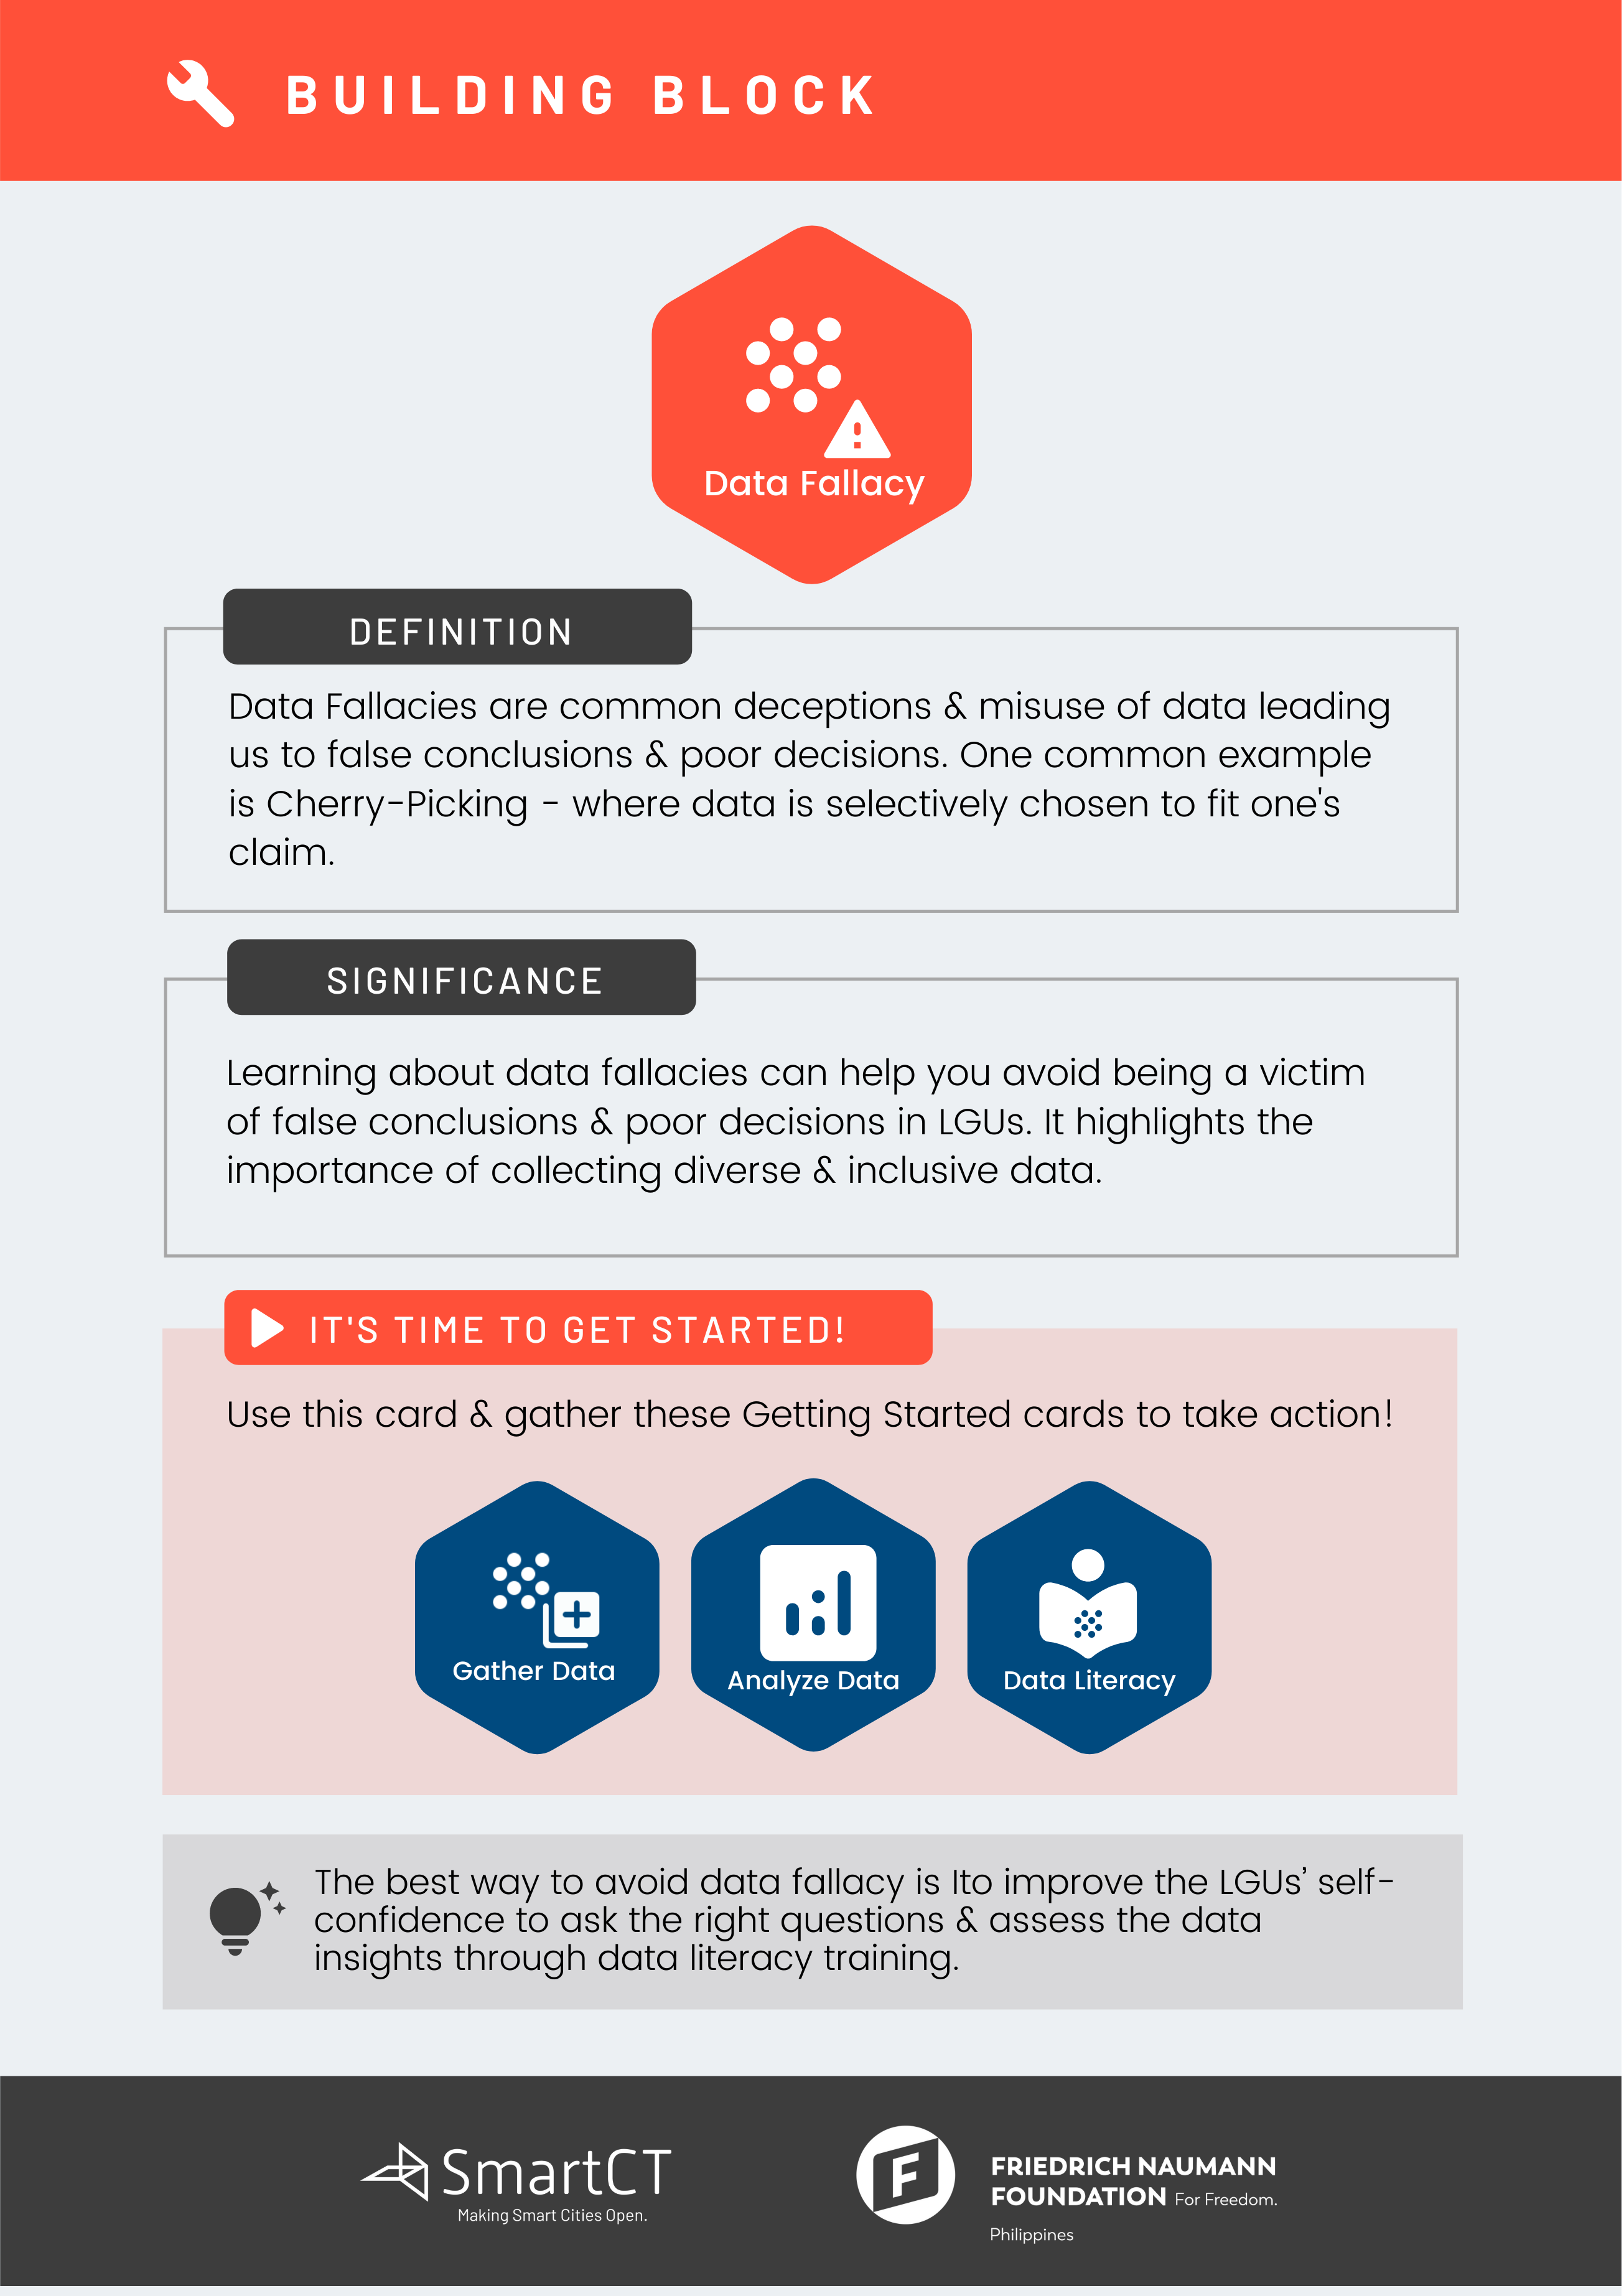 BUILDING BLOCK
Data Fallacy
DEFINITION
Data Fallacies are common deceptions & misuse of data leading
us to false conclusions & poor decisions. One common example
is Cherry-Picking - where data is selectively chosen to fit one's
claim.
SIGNIFICANCE
Learning about data fallacies can help you avoid being a victim
of false conclusions & poor decisions in LGUs. It highlights the
importance of collecting diverse & inclusive data.
IT'S TIME TO GET STARTED!
Use this card & gather these Getting Started cards to take action!
Gather Data
Analyze Data
Data Literacy
The best way to avoid data fallacy is Ito improve the LGUs’ self-
confidence to ask the right questions & assess the data
insights through data literacy training.
SmartCT
Making Smart Cities Open.
F
FRIEDRICH NAUMANN
FOUNDATION For Freedom.
Philippines